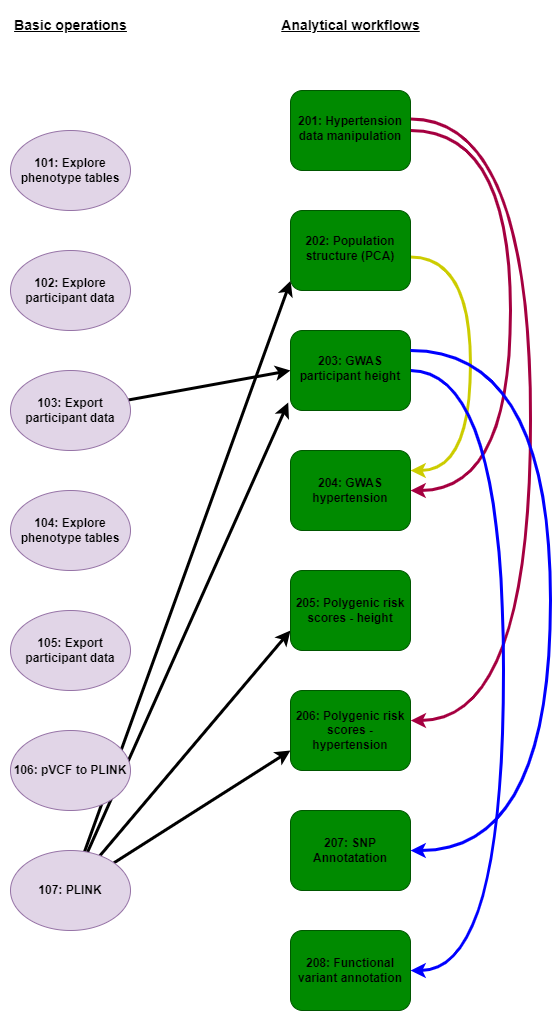 Basic operations
Analytical workflows
101: Explore
phenotype tables
102: Explore
participant data
103: Export
participant data
104: Explore
phenotype tables
105: Export
participant data
106: pVCF to PLINK
107: PLINK
201: Hypertension
data manipulation
202: Population
structure (PCA)
203: GWAS
participant height
204: GWAS
hypertension
205: Polygenic risk
scores - height
206: Polygenic risk
scores -
hypertension
207: SNP
Annotatation
208: Functional
variant annotation